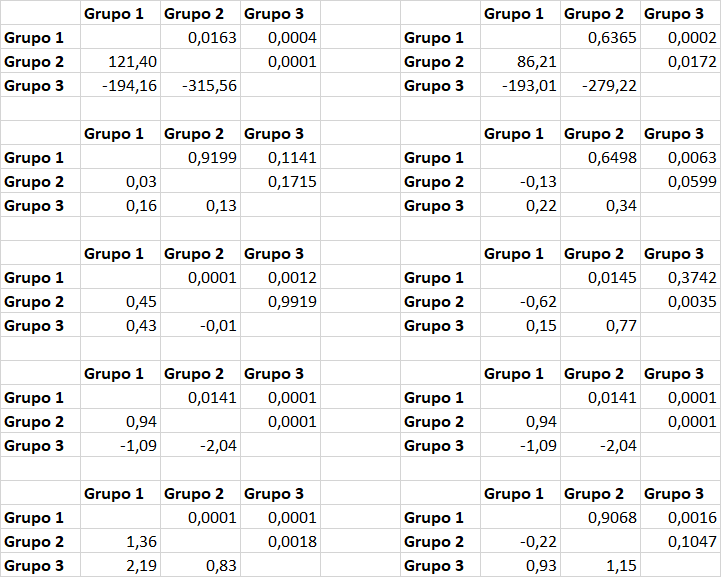 Grupo 1 Grupo 2 Grupo 3 Grupo 1 Grupo 2 Grupo 3
Grupo 1 0,0163 0,0004 Grupo 1 0,6365 0,0002
Grupo 2 121,40 0,0001 Grupo 2 86,21 0,0172
Grupo 3 -194,16 -315,56 Grupo 3 -193,01 -279,22
Grupo 1 Grupo 2 Grupo 3 Grupo 1 Grupo 2 Grupo 3
Grupo 1 0,9199 0,1141 Grupo 1 0,6498 0,0063
Grupo 2 0,03 0,1715 Grupo 2 -0,13 0,0599
Grupo 3 0,16 0,13 Grupo 3 0,22 0,34
Grupo 1 Grupo 2 Grupo 3 Grupo 1 Grupo 2 Grupo 3
Grupo 1 0,0001 0,0012 Grupo 1 0,0145 0,3742
Grupo 2 0,45 0,9919 Grupo 2 -0,62 0,0035
Grupo 3 0,43 -0,01 Grupo 3 0,15 0,77
Grupo 1 Grupo 2 Grupo 3 Grupo 1 Grupo 2 Grupo 3
Grupo 1 0,0141 0,0001 Grupo 1 0,0141 0,0001
Grupo 2 0,94 0,0001 Grupo 2 0,94 0,0001
Grupo 3 -1,09 -2,04 Grupo 3 -1,09 -2,04
Grupo 1 Grupo 2 Grupo 3 Grupo 1 Grupo 2 Grupo 3
Grupo 1 0,0001 0,0001 Grupo 1 0,9068 0,0016
Grupo 2 1,36 0,0018 Grupo 2 -0,22 0,1047
Grupo 3 2,19 0,83 Grupo 3 0,93 1,15